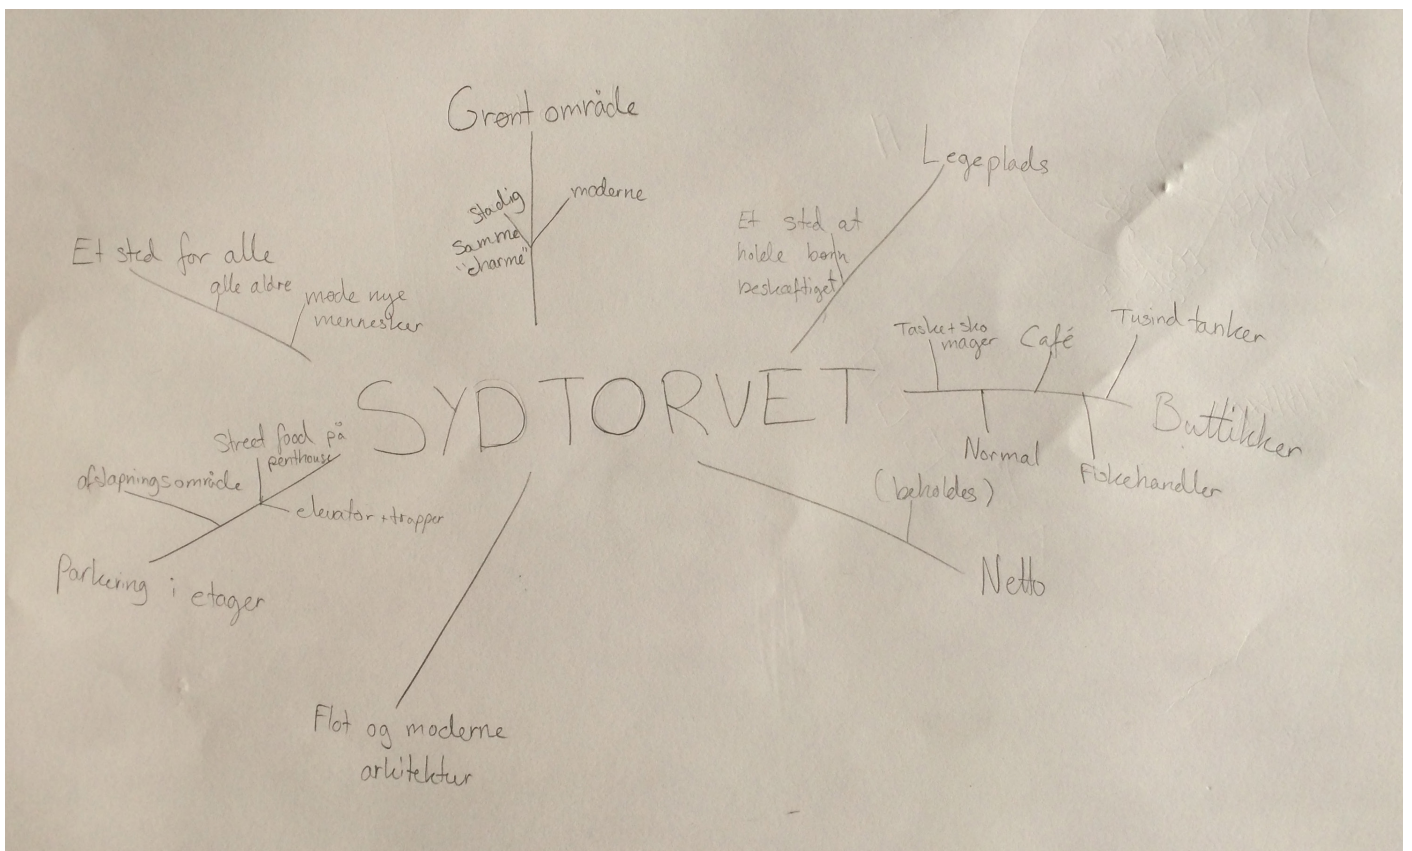 Grønt område
stadig
samme
"charme"
moderne
Legeplads
Et sted at
holde børn
beskæftiget
Et sted for alle
alle aldre
møde nye
mennesker
SYDTORVET
Taske + sko
mager
Café
Tusind tanker
Normal
Fiskehandler
Buttikker
Street food på
penthouse
afslapningsområde
elevator + trapper
Parkering i etager
(beholdes)
Netto
Flot og moderne
arkitektur